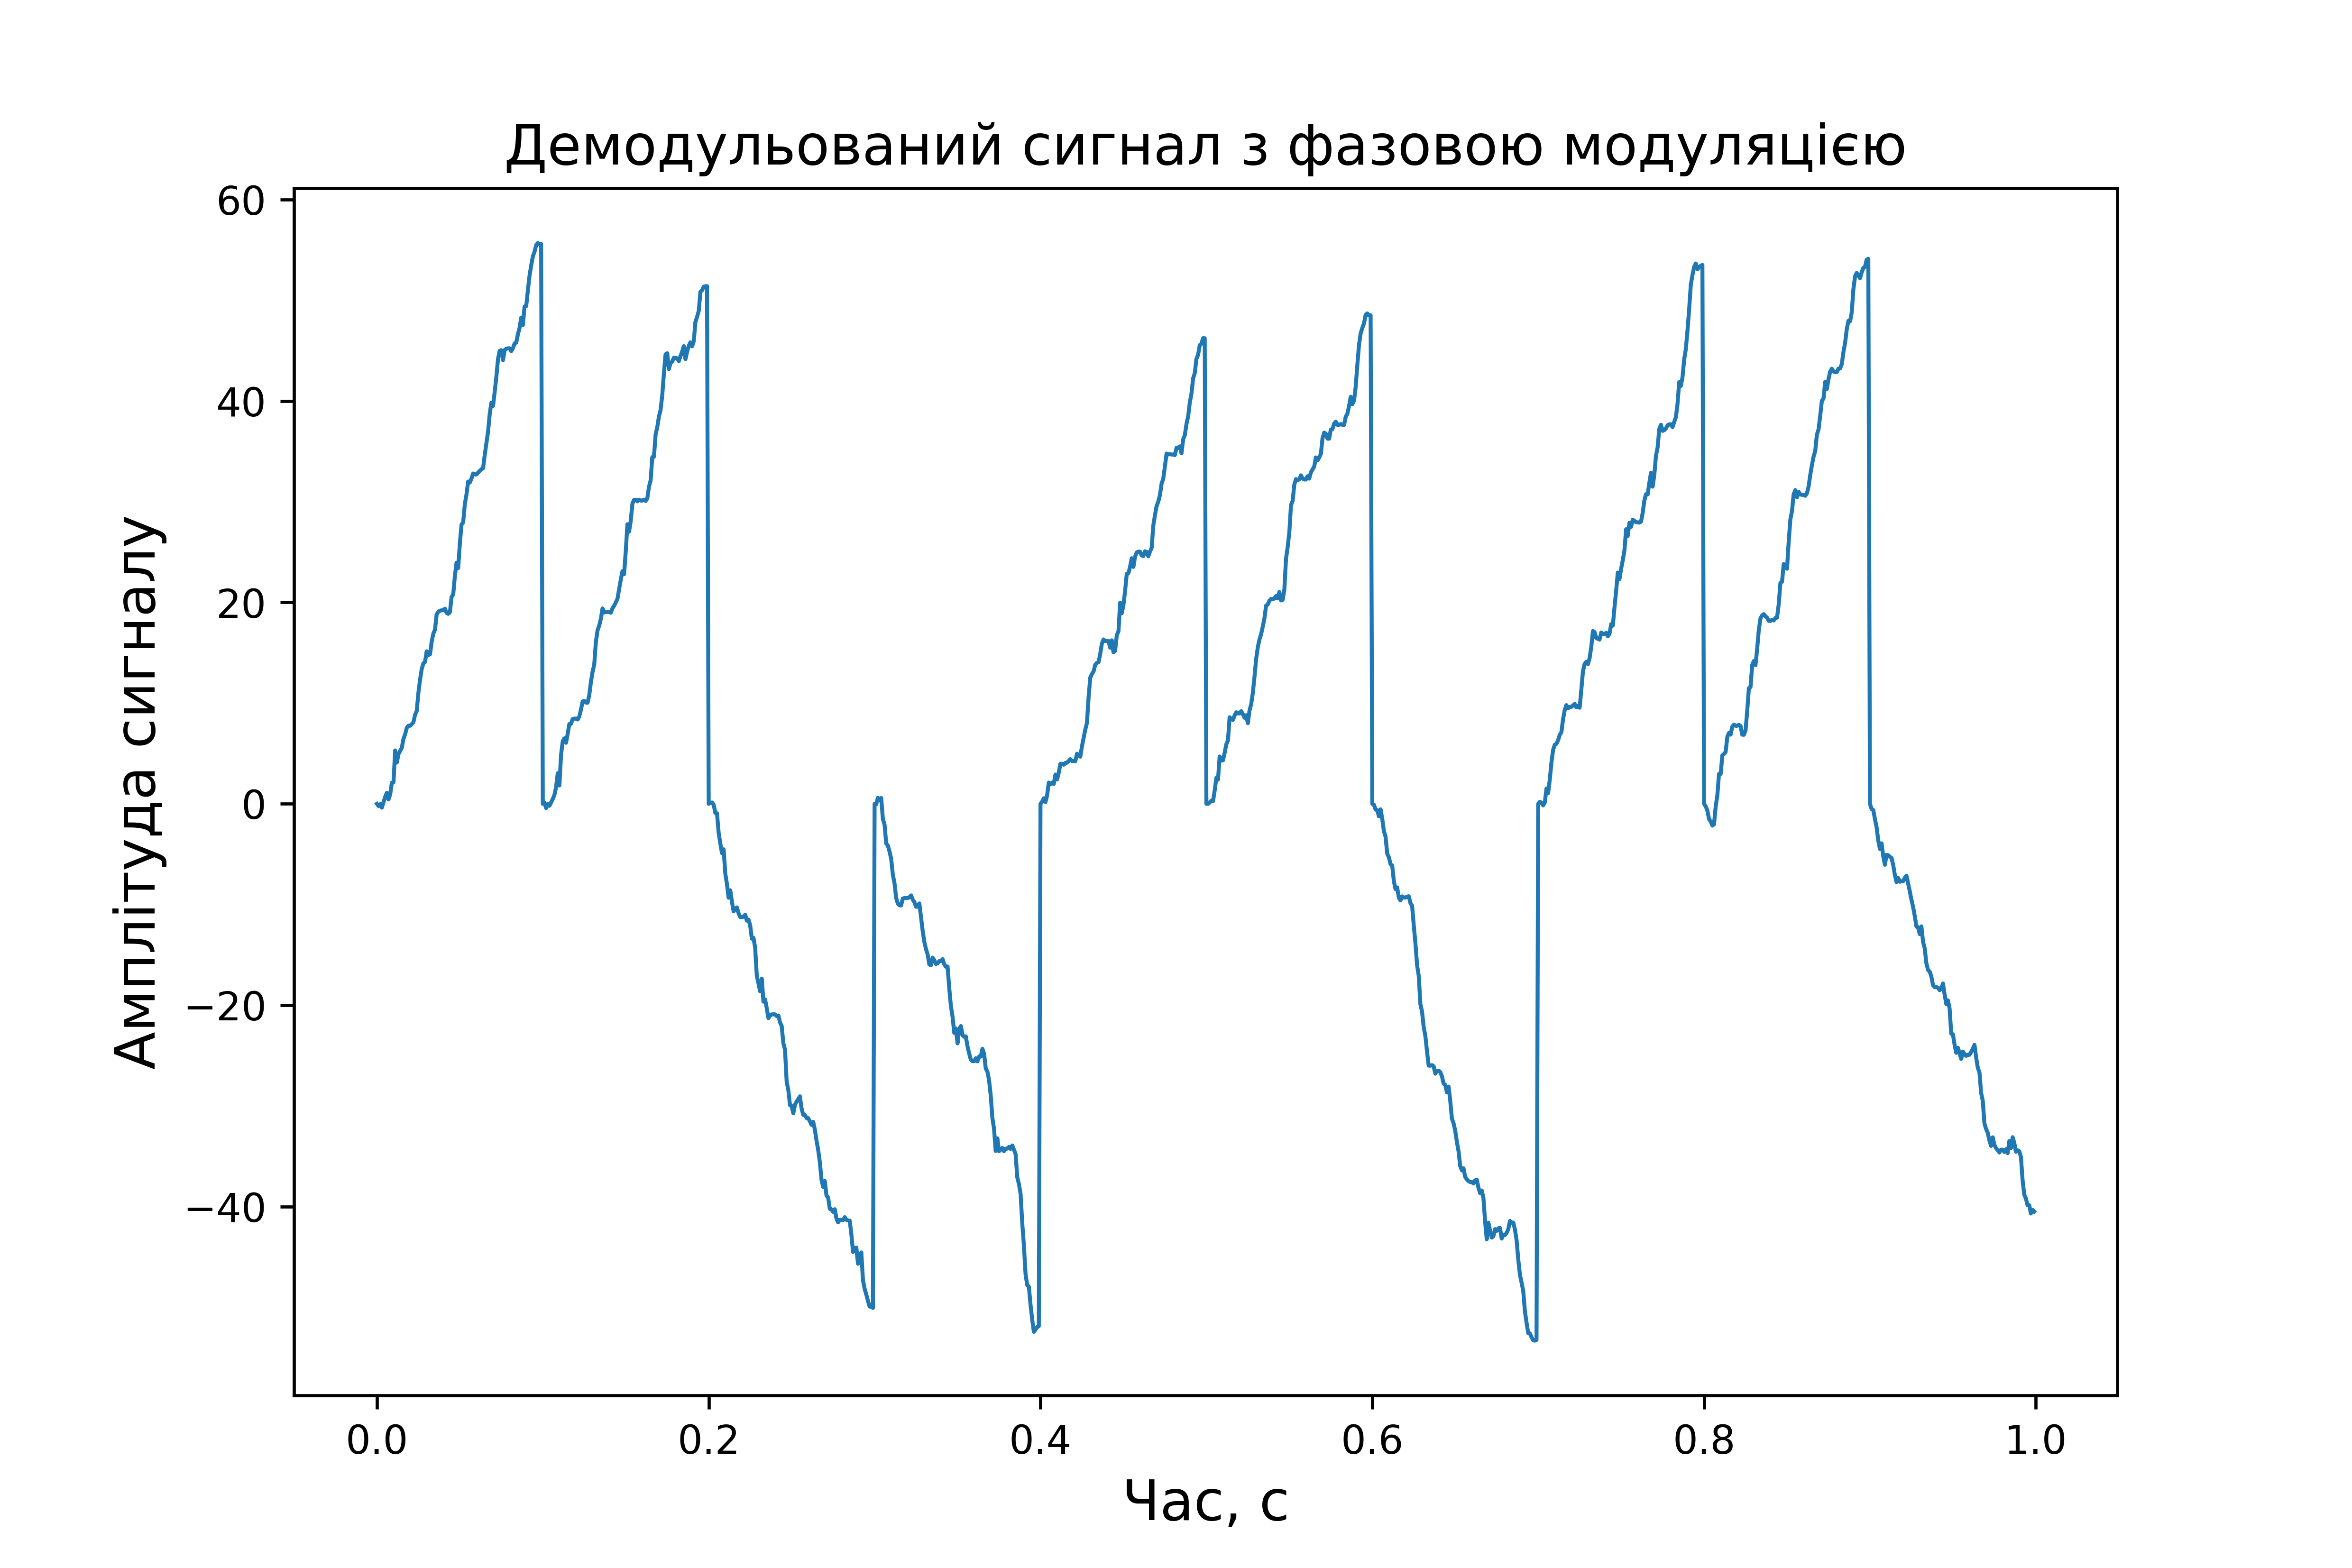 Демодульований сигнал з фазовою модуляцією
60
40
20
0
−20
−40
Амплітуда сигналу
0.0 0.2 0.4 0.6 0.8 1.0
Час, с